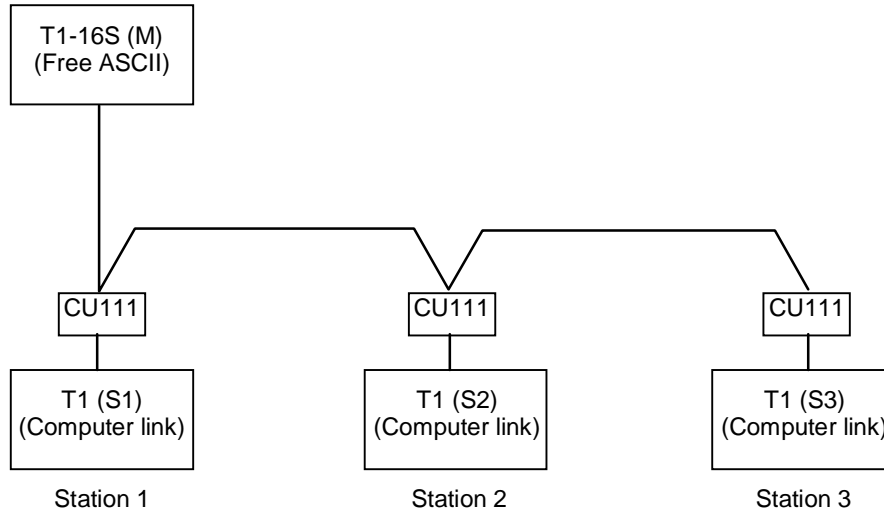 T1-16S (M)
(Free ASCII)
CU111
CU111
CU111
T1 (S1)
(Computer link)
T1 (S2)
(Computer link)
T1 (S3)
(Computer link)
Station 1
Station 2
Station 3